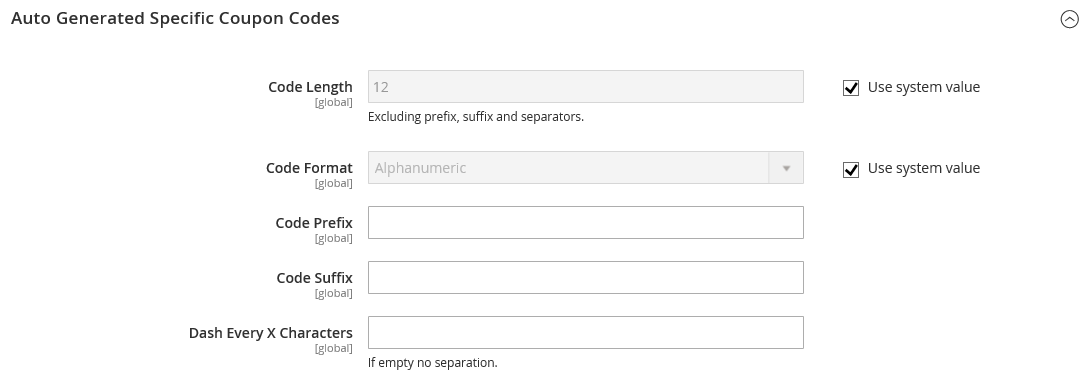 Auto Generated Specific Coupon Codes
Code Length
[global]
12
Use system value
Excluding prefix, suffix and separators.
Code Format
[global]
Alphanumeric
Use system value
Code Prefix
[global]
Code Suffix
[global]
Dash Every X Characters
[global]
If empty no separation.